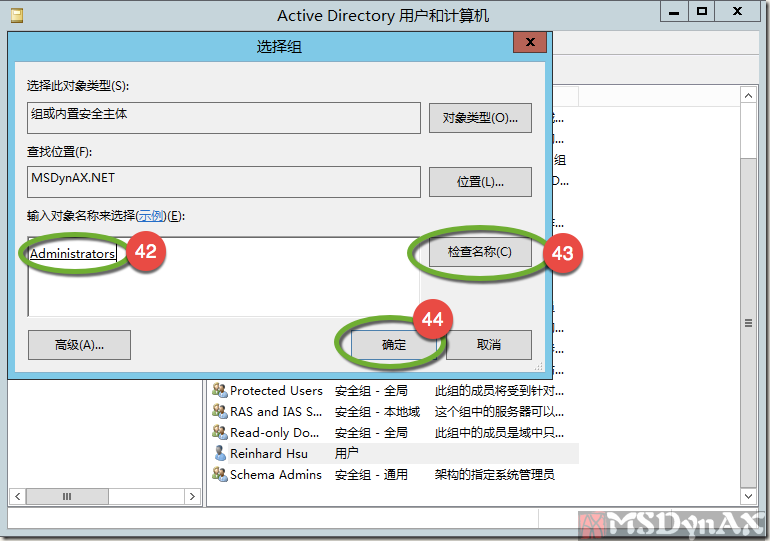 Active Directory 用户和计算机
选择组
选择此对象类型(S):
组或内置安全主体
对象类型(O)...
查找位置(F):
MSDynAX.NET
位置(L)...
输入对象名称来选择(示例)(E):
Administrators
42
检查名称(C)
43
44
高级(A)...
确定
取消
组
D...
Protected Users 安全组 - 全局 此组的成员将受到针对...
RAS and IAS S... 安全组 - 本地域 这个组中的服务器可以...
Read-only Do... 安全组 - 全局 此组中的成员是域中只...
Reinhard Hsu 用户
Schema Admins 安全组 - 通用 架构的指定系统管理员
MSDynAX